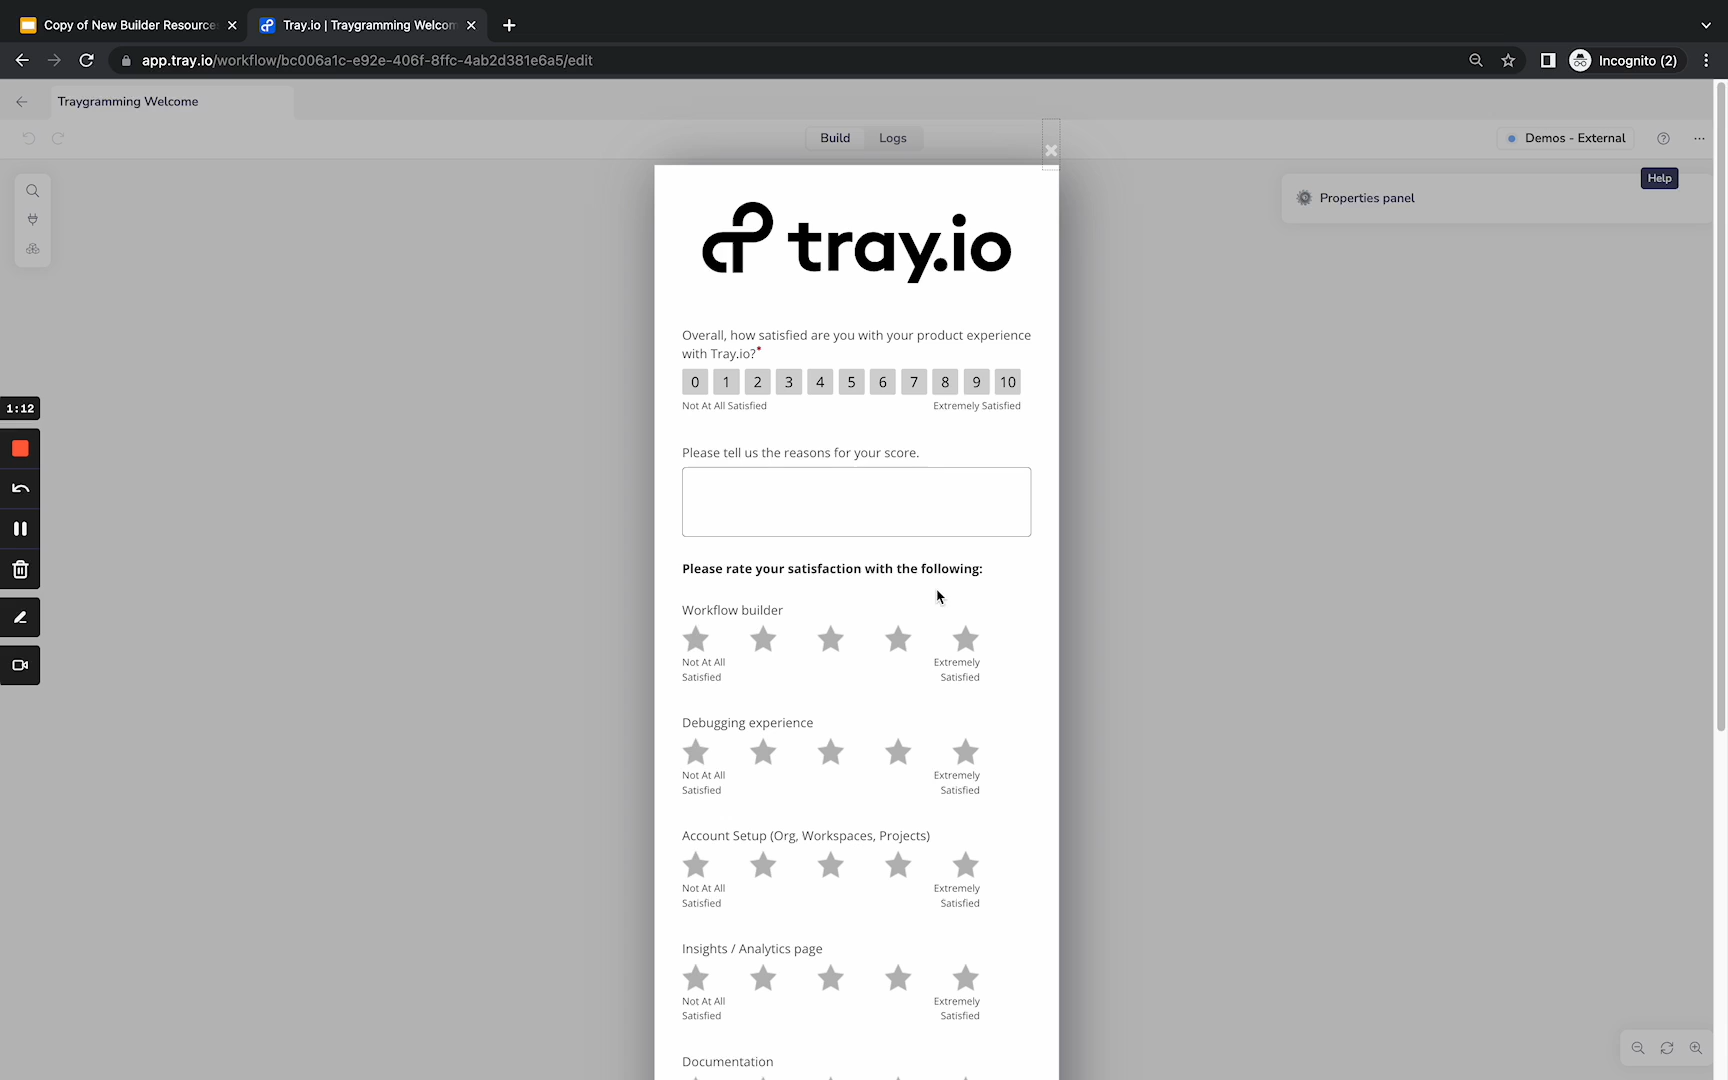 Copy of New Builder Resource
Tray.io | Traygramming Welcom
app.tray.io/workflow/bc006a1c-e92e-406f-8ffc-4ab2d381e6a5/edit
Incognito (2)
Traygramming Welcome
Build
Logs
Demos - External
Help
Properties panel
tray.io
Overall, how satisfied are you with your product experience
with Tray.io?*
0 1 2 3 4 5 6 7 8 9 10
Not At All Satisfied
Extremely Satisfied
1:12
Please tell us the reasons for your score.
Please rate your satisfaction with the following:
Workflow builder
Not At All
Satisfied
Extremely
Satisfied
Debugging experience
Not At All
Satisfied
Extremely
Satisfied
Account Setup (Org, Workspaces, Projects)
Not At All
Satisfied
Extremely
Satisfied
Insights / Analytics page
Not At All
Satisfied
Extremely
Satisfied
Documentation